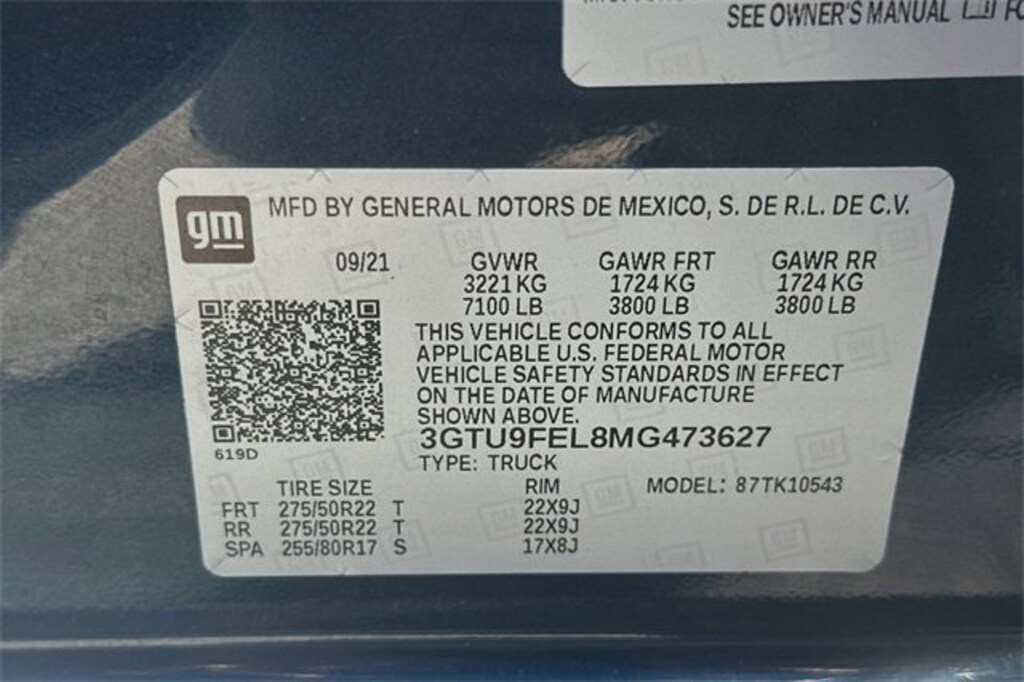 SEE OWNER'S MANUAL
gm
MFD BY GENERAL MOTORS DE MEXICO, S. DE R.L. DE C.V.
09/21 GVWR GAWR FRT GAWR RR
3221 KG 1724 KG 1724 KG
7100 LB 3800 LB 3800 LB
THIS VEHICLE CONFORMS TO ALL
APPLICABLE U.S. FEDERAL MOTOR
VEHICLE SAFETY STANDARDS IN EFFECT
ON THE DATE OF MANUFACTURE
SHOWN ABOVE.
3GTU9FEL8MG473627
619D
TYPE: TRUCK
TIRE SIZE RIM MODEL: 87TK10543
FRT 275/50R22 T 22X9J
RR 275/50R22 T 22X9J
SPA 255/80R17 S 17X8J